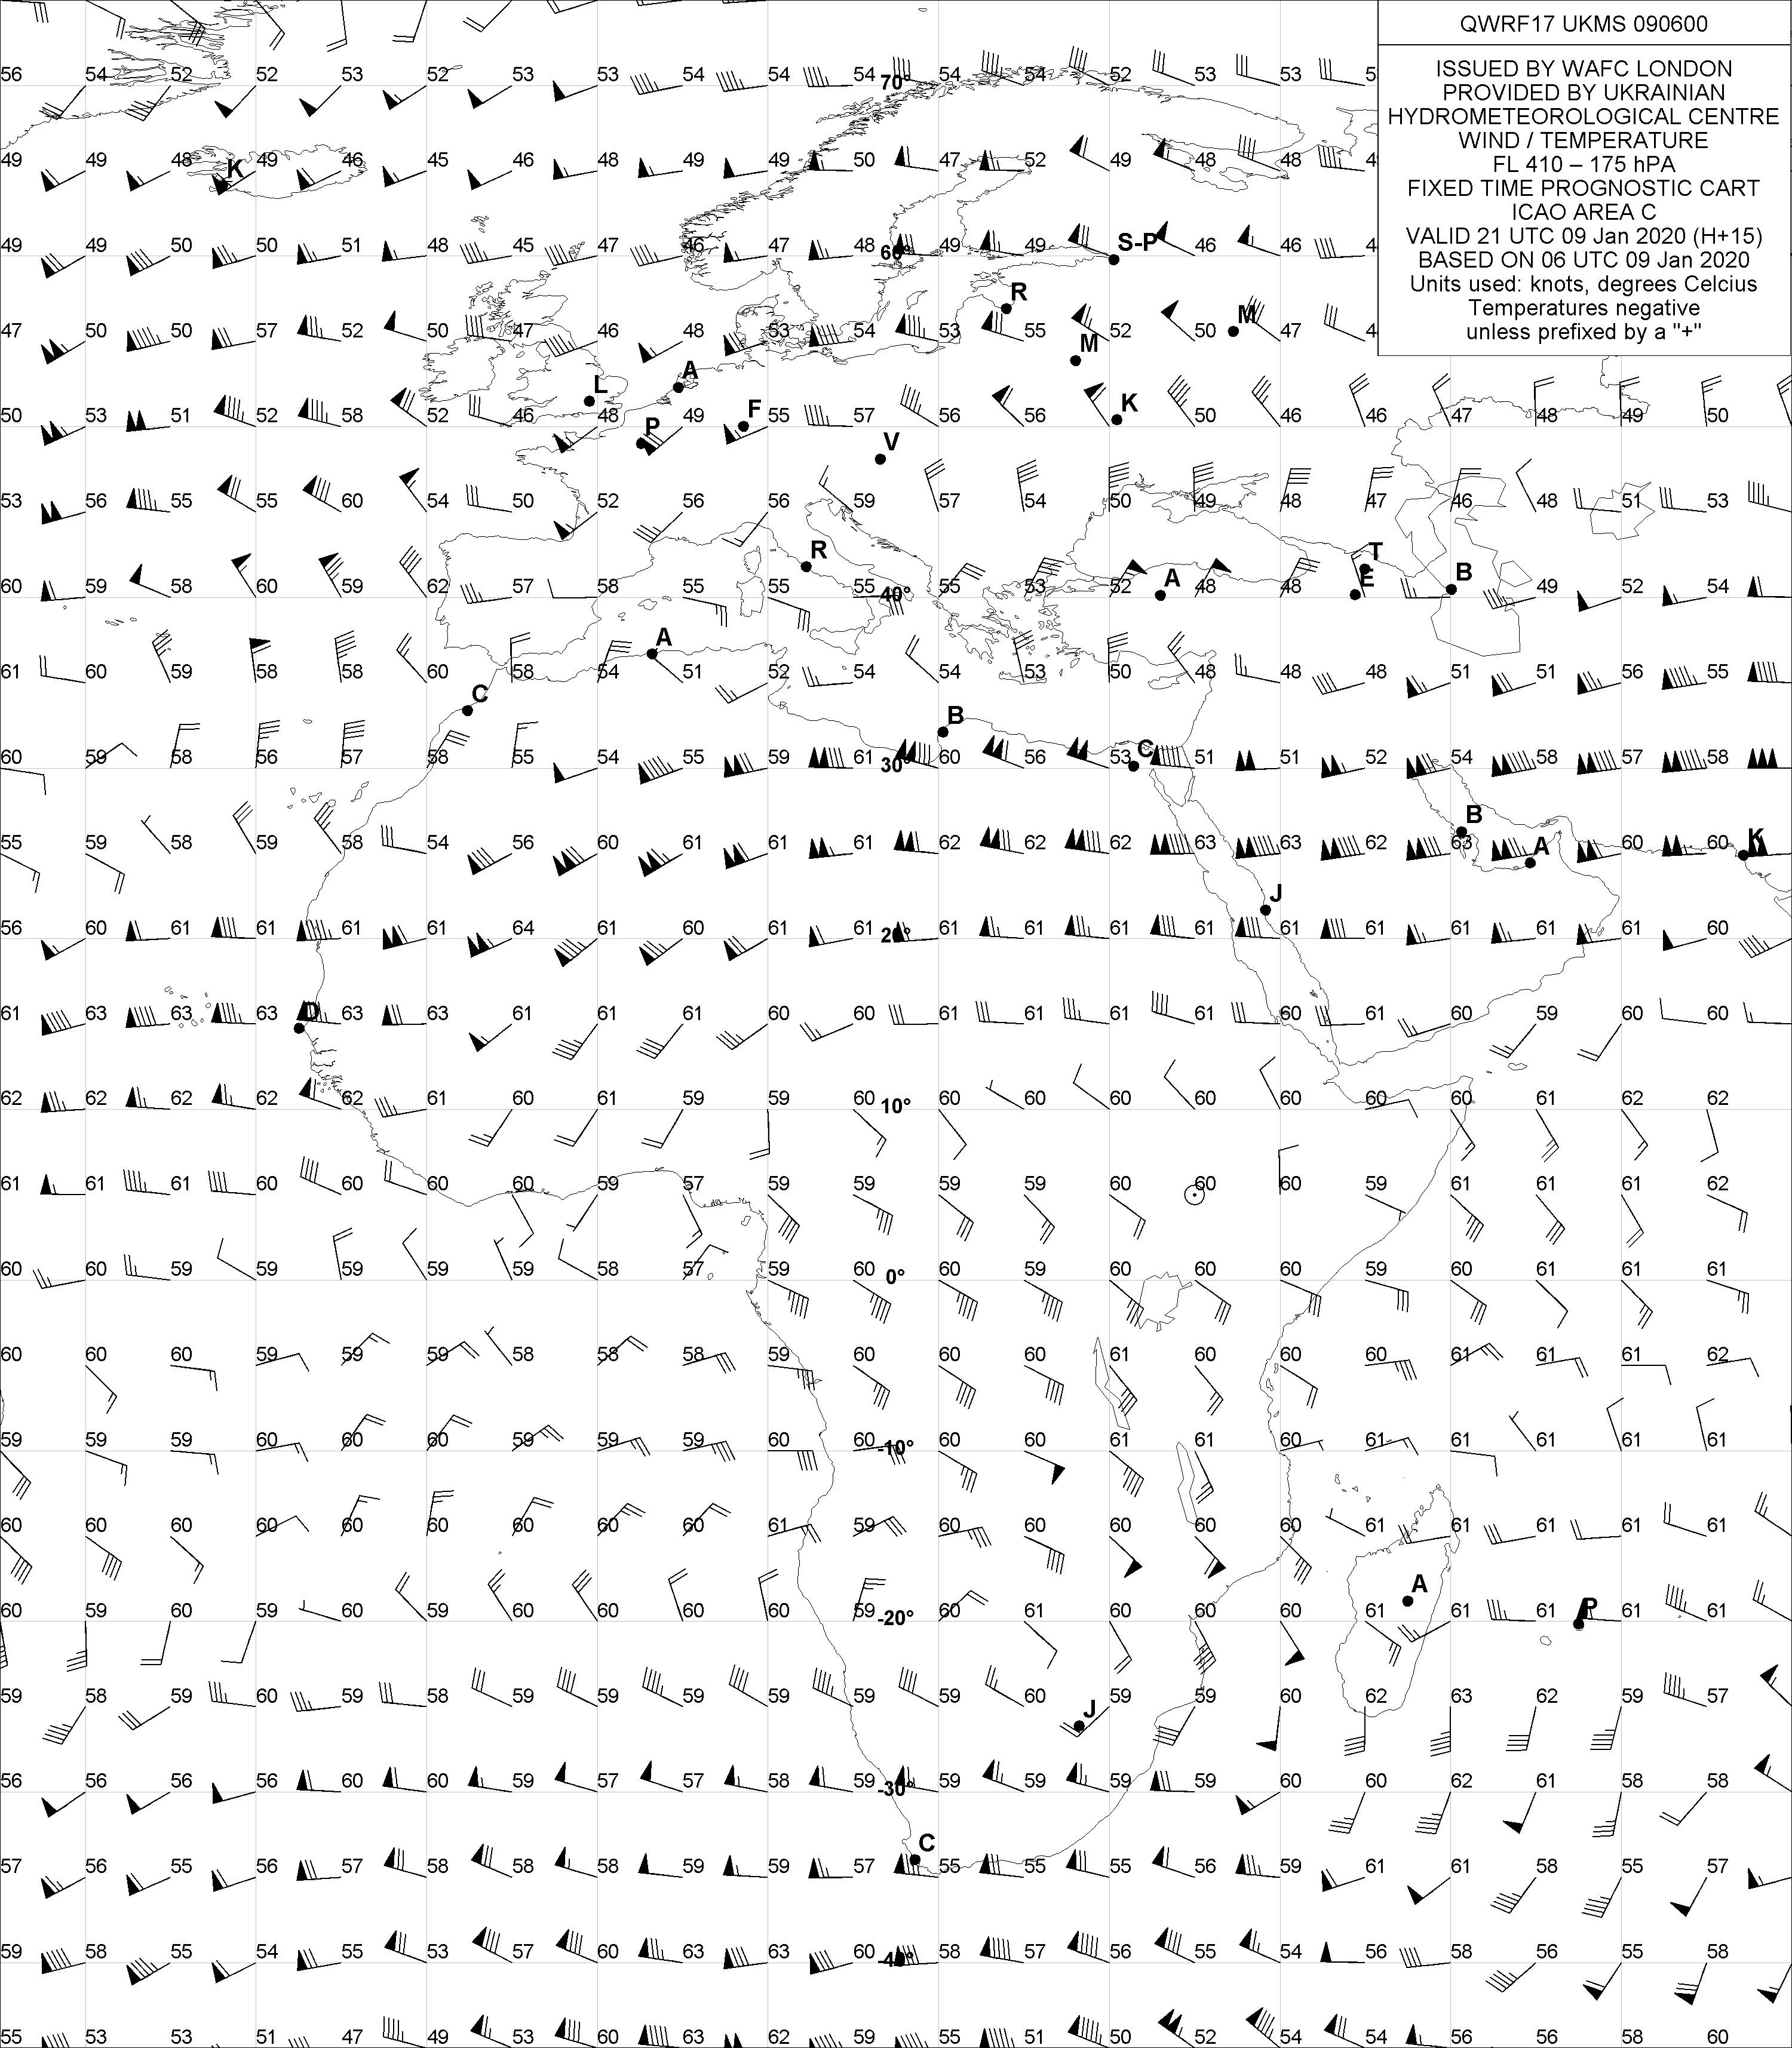 QWRF17 UKMS 090600
ISSUED BY WAFC LONDON
PROVIDED BY UKRAINIAN
HYDROMETEOROLOGICAL CENTRE
WIND / TEMPERATURE
FL 410 – 175 hPA
FIXED TIME PROGNOSTIC CART
ICAO AREA C
VALID 21 UTC 09 Jan 2020 (H+15)
BASED ON 06 UTC 09 Jan 2020
Units used: knots, degrees Celcius
Temperatures negative
unless prefixed by a "+"
56 54 52 52 53 52 53 53 54 54 54 70° 54 54 52 53 53
49 49 48 K 49 46 45 46 48 49 49 50 47 52 49 48 48
49 49 50 50 51 48 45 47 46 47 48 60° 49 49 S-P 46 46
R
47 50 50 57 52 50 47 46 48 53 54 53 55 52 50 M 47
M
L A
50 53 51 52 58 52 46 48 P 49 F 55 57 56 56 K 50 46 46 47 48 49 50
V
53 56 55 55 60 54 50 52 56 56 59 57 54 50 49 48 47 46 48 51 53
R T
60 59 58 60 59 62 57 58 55 55 55 40° 55 53 52 A 48 48 E B 49 52 54
A
61 60 59 58 58 60 58 54 51 52 54 54 53 50 48 48 48 51 51 56 55
C B
60 59 58 56 57 58 55 54 55 59 61 30° 60 56 53 C 51 51 52 54 58 57 58
B
55 59 58 59 58 54 56 60 61 61 61 62 62 62 63 63 62 63 A 60 60 K
J
56 60 61 61 61 61 64 61 60 61 61 20° 61 61 61 61 61 61 61 61 61 60
61 63 63 63 D 63 63 61 61 61 60 60 61 61 61 61 60 61 60 59 60 60
62 62 62 62 62 61 60 61 59 59 60 10° 60 60 60 60 60 60 60 61 62 62
61 61 61 60 60 60 60 59 57 59 59 59 59 60 60 60 59 61 61 61 62
60 60 59 59 59 59 59 58 57 60 60 0° 60 59 60 60 60 59 60 61 61 61
60 60 60 59 59 59 58 58 58 59 60 60 60 61 60 60 60 61 61 61 62
59 59 59 60 60 60 59 59 59 60 60 -10° 60 60 61 61 60 61 61 61 61 61
60 60 60 60 60 60 60 60 60 61 59 60 60 60 60 60 61 61 61 61 61
A
60 59 60 59 60 59 60 60 60 60 59 -20° 60 61 60 60 60 61 61 61 P 61 61
59 58 59 60 59 58 59 59 59 59 59 59 60 J 59 59 60 62 63 62 59 57
56 56 56 56 60 60 59 57 57 58 59 -30° 59 59 59 59 60 60 62 61 58 58
C
57 56 55 56 57 58 58 58 59 59 57 55 55 55 56 59 61 61 58 55 57
59 58 55 54 55 53 57 60 63 63 60 -40° 58 57 56 55 54 56 58 56 55 58
55 53 53 51 47 49 53 60 63 62 59 55 51 50 52 54 54 56 56 58 60